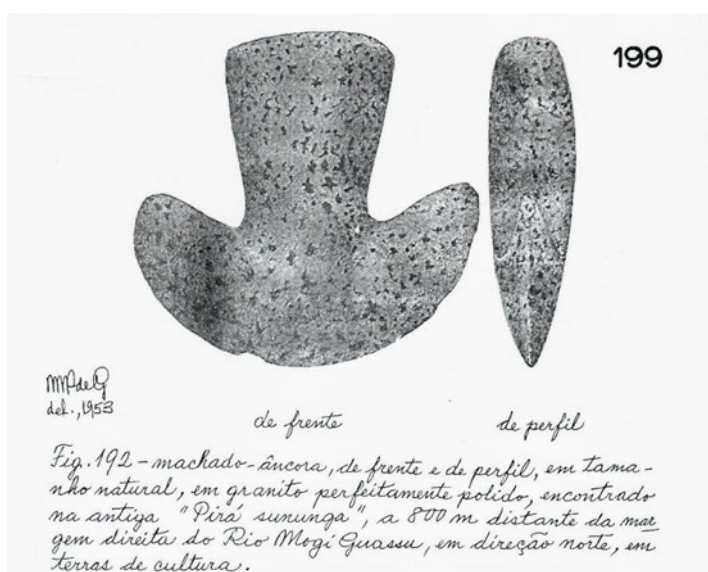 199
MPdeG
del., 1953
de frente
de perfil
Fig. 192 - machado-âncora, de frente e de perfil, em tama-
nho natural, em granito perfeitamente polido, encontrado
na antiga "Pirá sununga", a 800 m distante da mar
gem direita do Rio Mogí Guassu, em direção norte, em
terras de cultura.